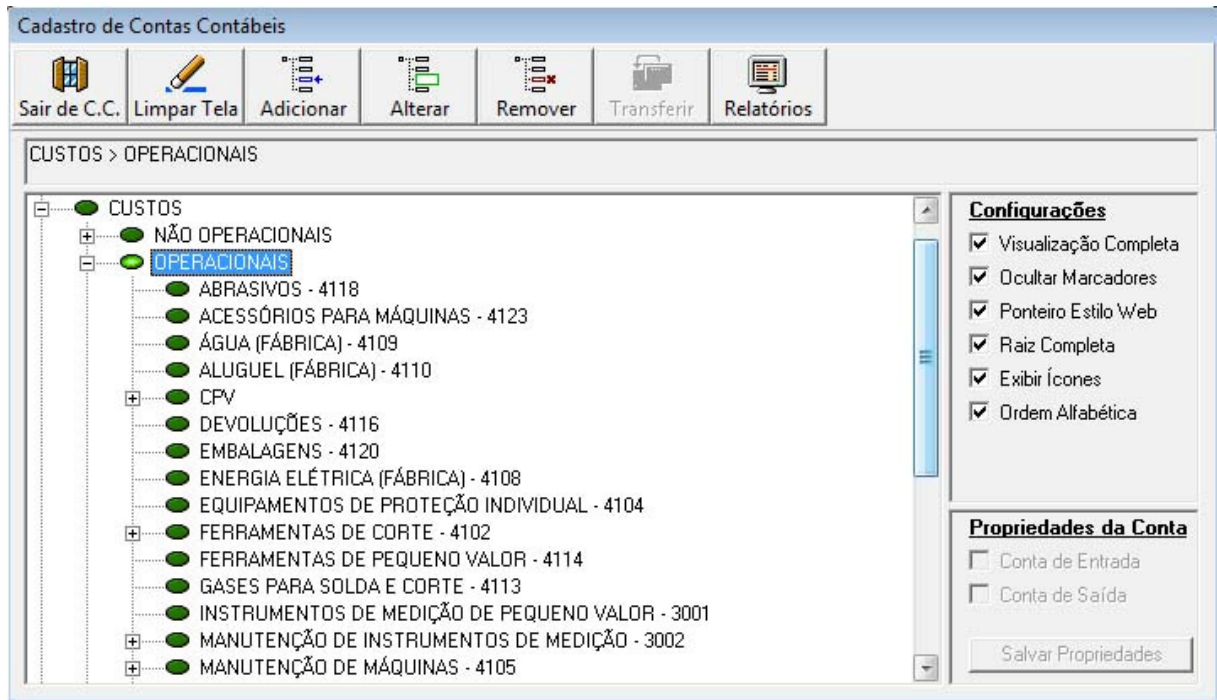 Cadastro de Contas Contábeis
Sair de C.C. Limpar Tela Adicionar Alterar Remover Transferir Relatórios
CUSTOS > OPERACIONAIS
CUSTOS
NÃO OPERACIONAIS
OPERACIONAIS
ABRASIVOS - 4118
ACESSÓRIOS PARA MÁQUINAS - 4123
ÁGUA (FÁBRICA) - 4109
ALUGUEL (FÁBRICA) - 4110
CPV
DEVOLUÇÕES - 4116
EMBALAGENS - 4120
ENERGIA ELÉTRICA (FÁBRICA) - 4108
EQUIPAMENTOS DE PROTEÇÃO INDIVIDUAL - 4104
FERRAMENTAS DE CORTE - 4102
FERRAMENTAS DE PEQUENO VALOR - 4114
GASES PARA SOLDA E CORTE - 4113
INSTRUMENTOS DE MEDIÇÃO DE PEQUENO VALOR - 3001
MANUTENÇÃO DE INSTRUMENTOS DE MEDIÇÃO - 3002
MANUTENÇÃO DE MÁQUINAS - 4105
Configurações
Visualização Completa
Ocultar Marcadores
Ponteiro Estilo Web
Raiz Completa
Exibir Ícones
Ordem Alfabética
Propriedades da Conta
Conta de Entrada
Conta de Saída
Salvar Propriedades